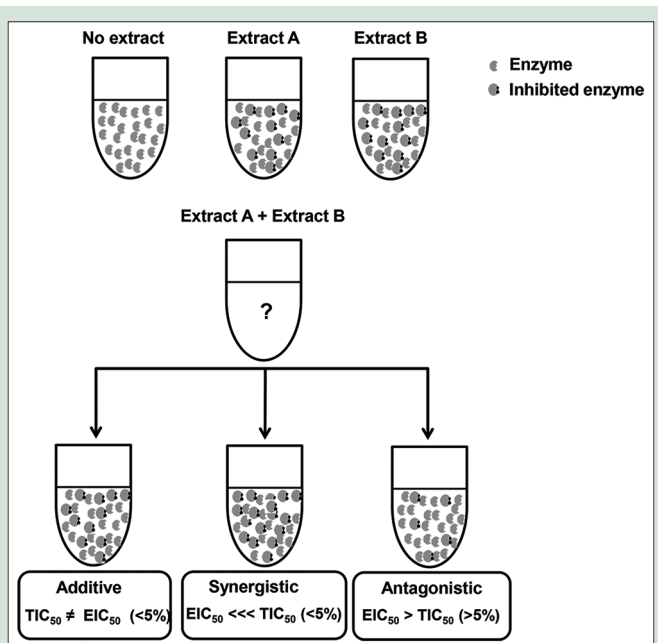 No extract Extract A Extract B
Enzyme
Inhibited enzyme
Extract A + Extract B
?
Additive
TIC50 ≠ EIC50 (<5%)
Synergistic
EIC50 <<< TIC50 (<5%)
Antagonistic
EIC50 > TIC50 (>5%)